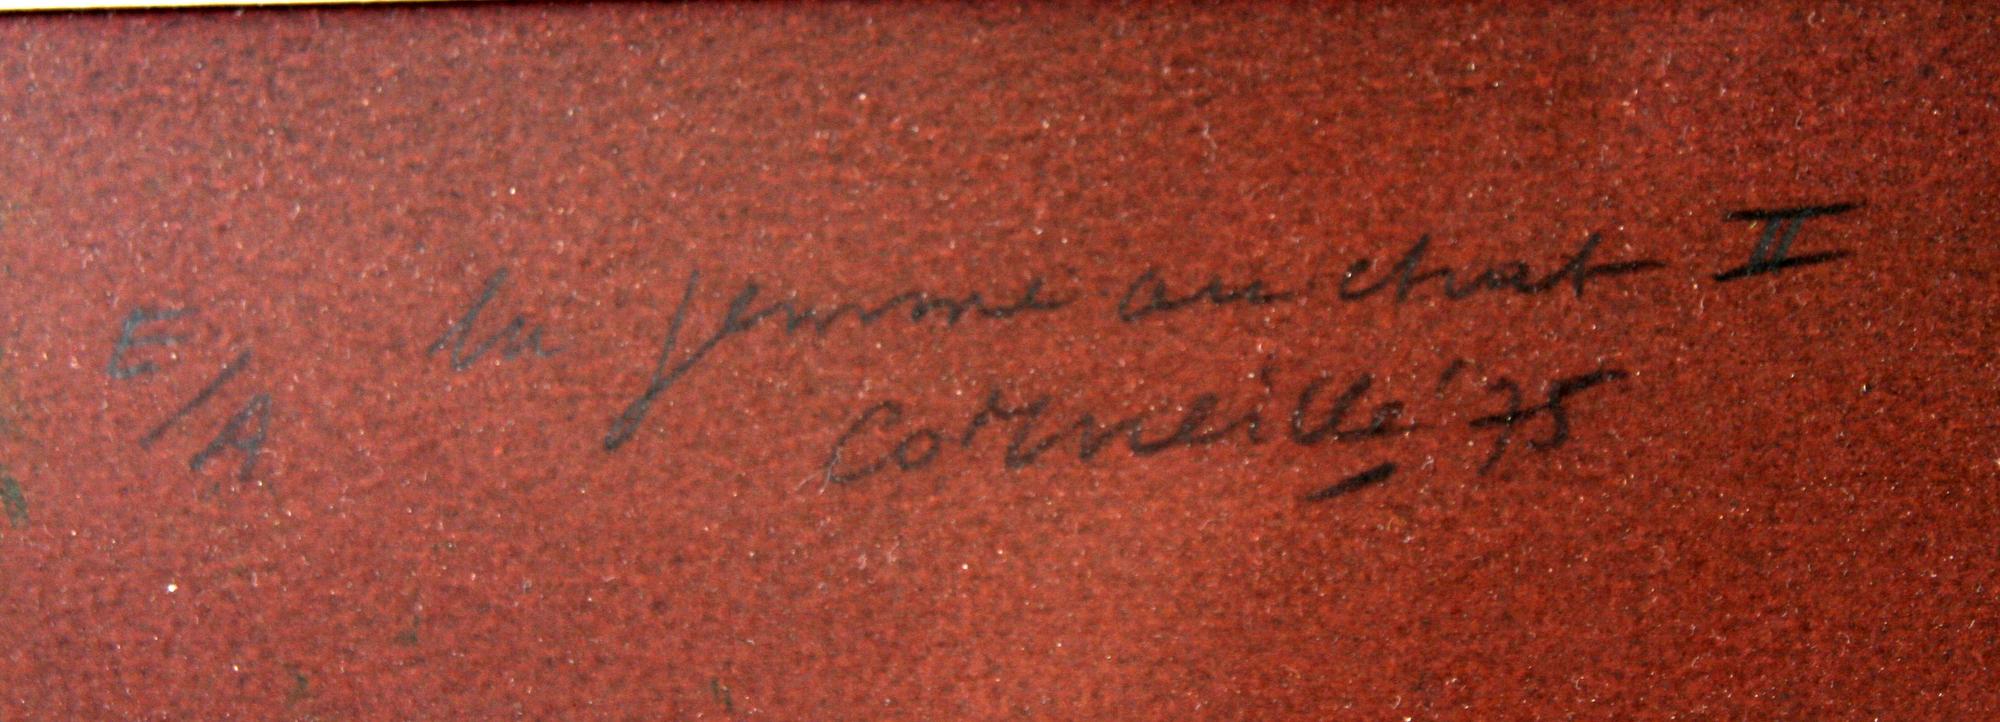 E/A la femme au chat II
Corneille '75